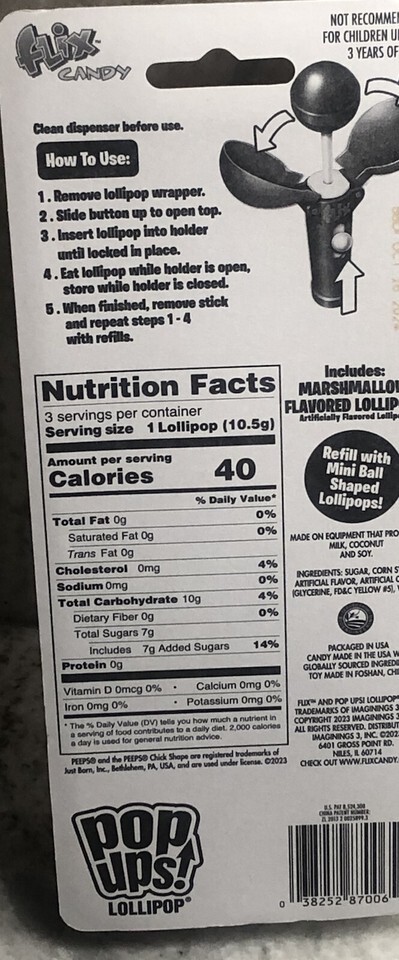 flix™
CANDY
NOT RECOMME
FOR CHILDREN U
3 YEARS OF
Clean dispenser before use.
How To Use:
1. Remove lollipop wrapper.
2. Slide button up to open top.
3. Insert lollipop into holder
until locked in place.
4. Eat lollipop while holder is open,
store while holder is closed.
5. When finished, remove stick
and repeat steps 1-4
with refills.
Nutrition Facts
3 servings per container
Serving size 1 Lollipop (10.5g)
Amount per serving
Calories 40
% Daily Value*
Total Fat 0g 0%
Saturated Fat 0g 0%
Trans Fat 0g
Cholesterol 0mg 4%
Sodium 0mg 0%
Total Carbohydrate 10g 4%
Dietary Fiber 0g 0%
Total Sugars 7g
Includes 7g Added Sugars 14%
Protein 0g
Vitamin D 0mcg 0% • Calcium 0mg 0%
Iron 0mg 0% • Potassium 0mg 0%
* The % Daily Value (DV) tells you how much a nutrient in
a serving of food contributes to a daily diet. 2,000 calories
a day is used for general nutrition advice.
PEEPS® and the PEEPS® Chick Shape are registered trademarks of
Just Born, Inc., Bethlehem, PA, USA, and are used under license. ©2023
Includes:
MARSHMALLO
FLAVORED LOLLIP
Artificially Flavored Lollip
Refill with
Mini Ball
Shaped
Lollipops!
MADE ON EQUIPMENT THAT PRO
MILK, COCONUT
AND SOY.
INGREDIENTS: SUGAR, CORN S
ARTIFICIAL FLAVOR, ARTIFICIAL C
(GLYCERINE, FD&C YELLOW #5),
PACKAGED IN USA
CANDY MADE IN THE USA W
GLOBALLY SOURCED INGREDI
TOY MADE IN FOSHAN, CHI
FLIX™ AND POP UPS! LOLLIPOP®
TRADEMARKS OF IMAGININGS 3
COPYRIGHT 2023 IMAGININGS 3
ALL RIGHTS RESERVED. DISTRIBUT
IMAGININGS 3, INC. ©202
6401 GROSS POINT RD.
NILES, IL 60714
CHECK OUT WWW.FLIXCANDY.
pop
ups!
LOLLIPOP®
U.S. PAT 8,524,300
CHINA PATENT NUMBER
0 38252 87006